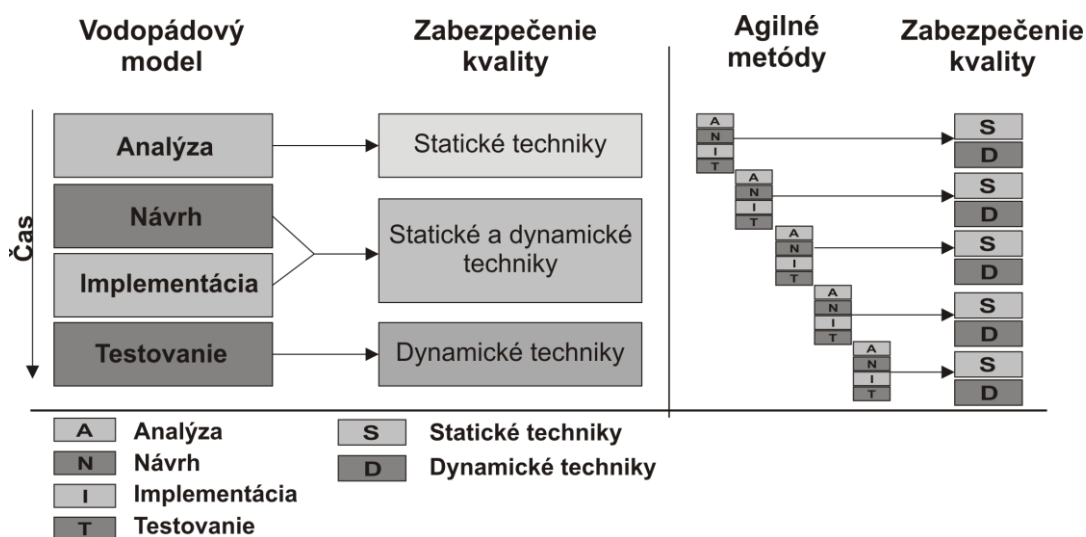 Vodopádový
model
Zabezpečenie
kvality
Agilné
metódy
Zabezpečenie
kvality
Čas
Analýza
Statické techniky
Návrh
Implementácia
Statické a dynamické
techniky
Testovanie
Dynamické techniky
A
N
I
T
S
D
A
N
I
T
S
D
A
N
I
T
S
D
A
N
I
T
S
D
A
N
I
T
S
D
A Analýza
N Návrh
I Implementácia
T Testovanie
S Statické techniky
D Dynamické techniky